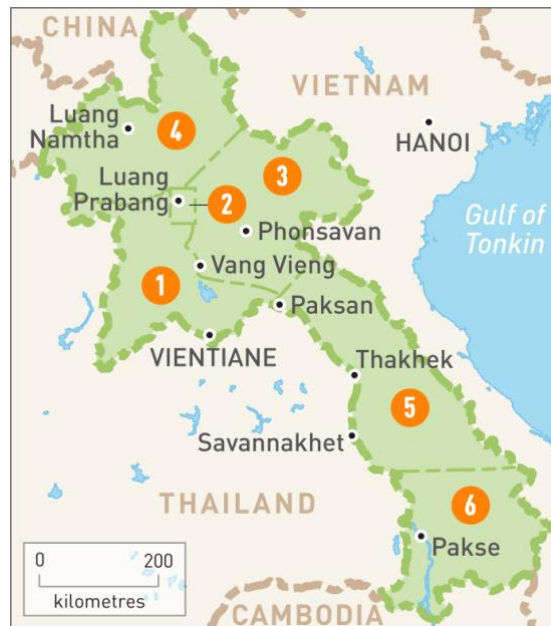 CHINA
VIETNAM
Luang
Namtha
4
HANOI
3
Luang
Prabang
2
Gulf of
Tonkin
Phonsavan
Vang Vieng
1
Paksan
VIENTIANE
Thakhek
5
Savannakhet
THAILAND
6
Pakse
0 200
kilometres
CAMBODIA